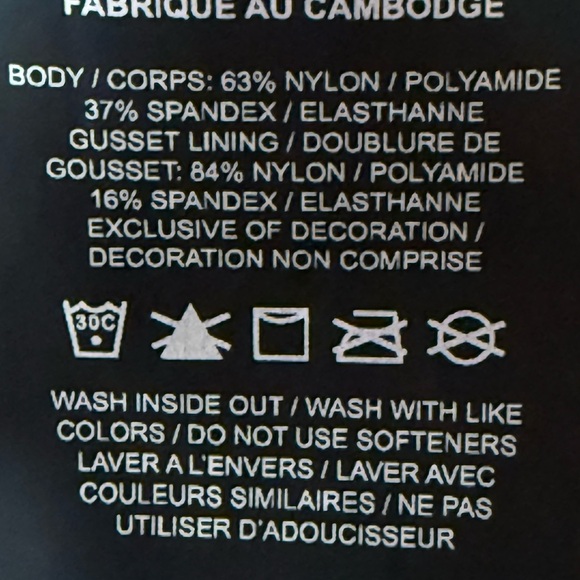 FABRIQUÉ AU CAMBODGE
BODY / CORPS: 63% NYLON / POLYAMIDE
37% SPANDEX / ELASTHANNE
GUSSET LINING / DOUBLURE DE
GOUSSET: 84% NYLON / POLYAMIDE
16% SPANDEX / ELASTHANNE
EXCLUSIVE OF DECORATION /
DECORATION NON COMPRISE
30C
WASH INSIDE OUT / WASH WITH LIKE
COLORS / DO NOT USE SOFTENERS
LAVER A L'ENVERS / LAVER AVEC
COULEURS SIMILAIRES / NE PAS
UTILISER D'ADOUCISSEUR